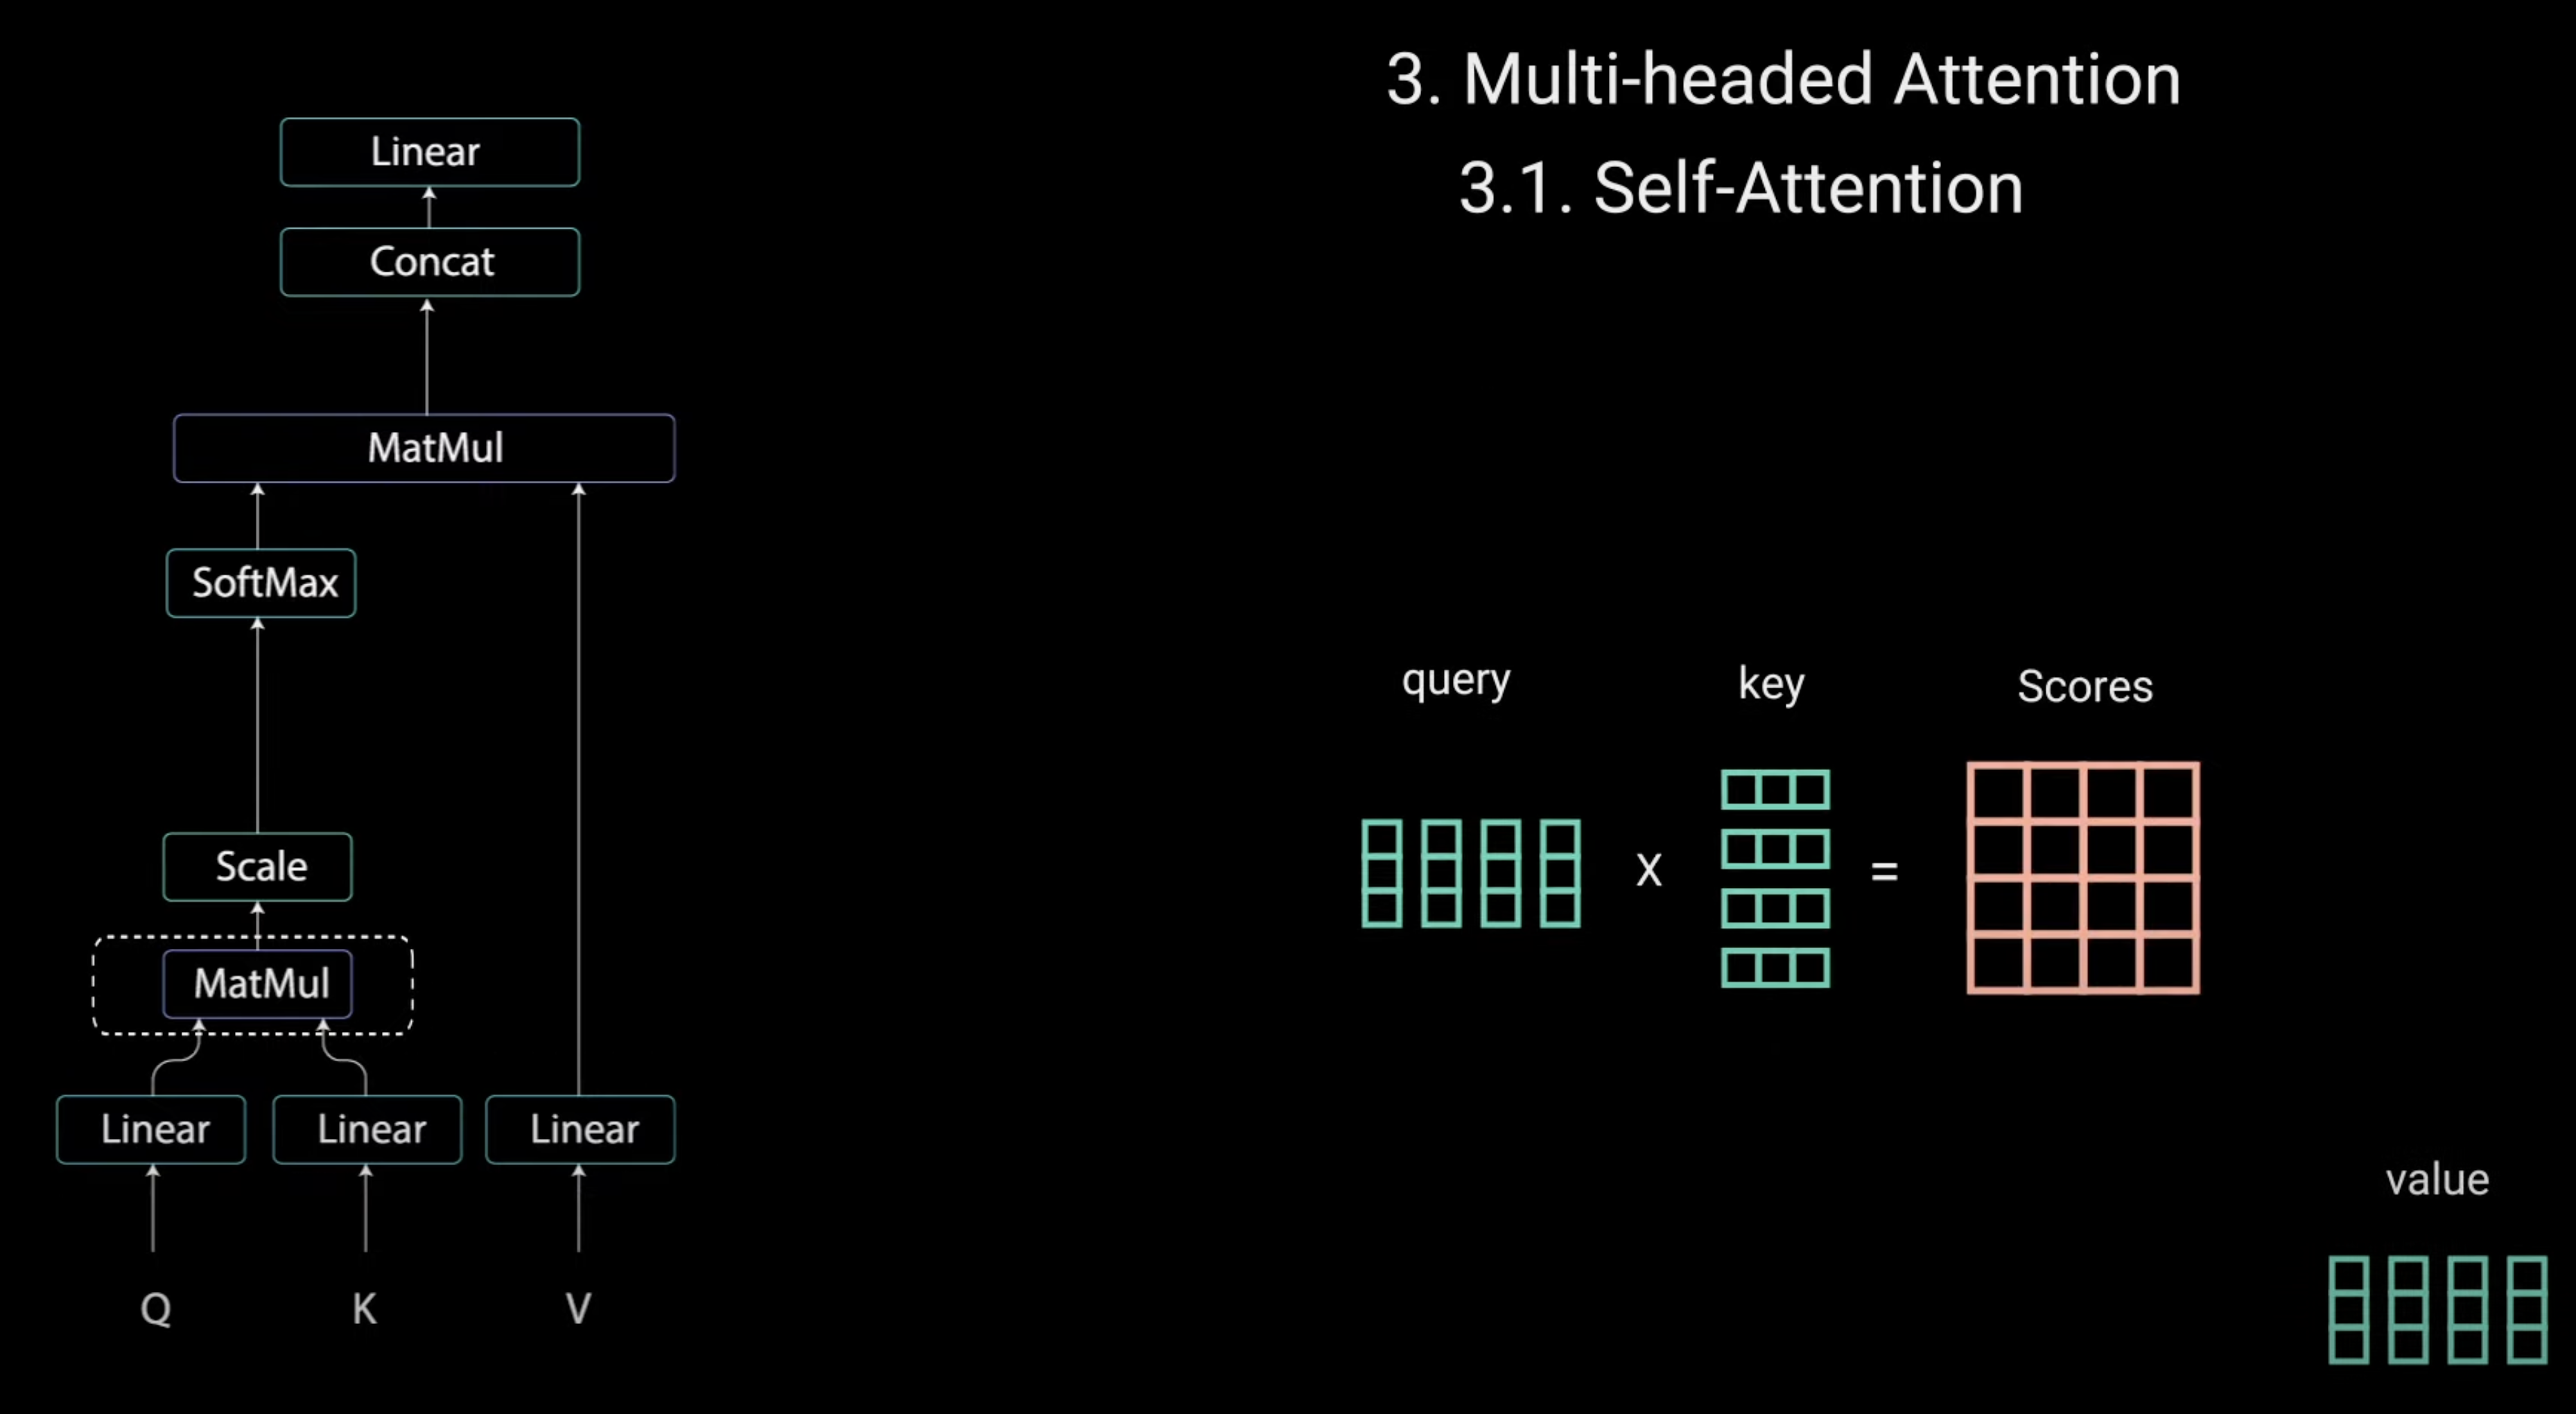 3. Multi-headed Attention
3.1. Self-Attention
Linear
Concat
MatMul
SoftMax
Scale
MatMul
Linear Linear Linear
Q K V
query key Scores
X =
value